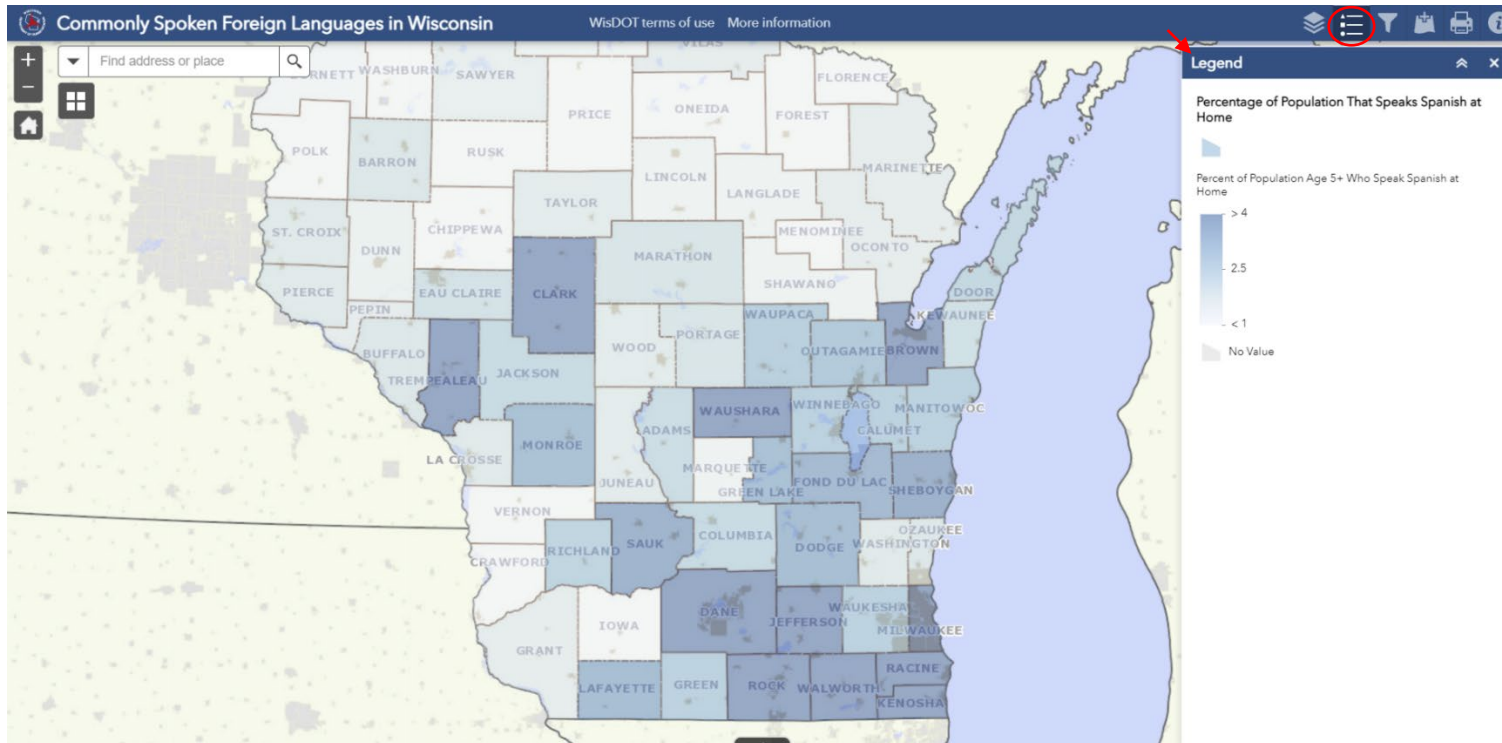 Commonly Spoken Foreign Languages in Wisconsin
WisDOT terms of use More information
Find address or place
Legend
Percentage of Population That Speaks Spanish at
Home
Percent of Population Age 5+ Who Speak Spanish at
Home
> 4
2.5
< 1
No Value
VILAS
WASHBURN
SAWYER
FLORENCE
PRICE
ONEIDA
FOREST
POLK
BARRON
RUSK
LINCOLN
LANGLADE
MARINETTE
TAYLOR
ST. CROIX
DUNN
CHIPPEWA
MENOMINEE
OCONTO
MARATHON
SHAWANO
PIERCE
EAU CLAIRE
CLARK
DOOR
PEPIN
WAUPACA
KEWAUNEE
BUFFALO
WOOD
PORTAGE
OUTAGAMIE
BROWN
TREMPEALEAU
JACKSON
WAUSHARA
WINNEBAGO
MANITOWOC
ADAMS
CALUMET
MONROE
LA CROSSE
MARQUETTE
JUNEAU
GREEN LAKE
FOND DU LAC
SHEBOYGAN
VERNON
RICHLAND
SAUK
COLUMBIA
DODGE
WASHINGTON
OZAUKEE
CRAWFORD
DANE
JEFFERSON
WAUKESHA
MILWAUKEE
IOWA
GRANT
LAFAYETTE
GREEN
ROCK
WALWORTH
RACINE
KENOSHA